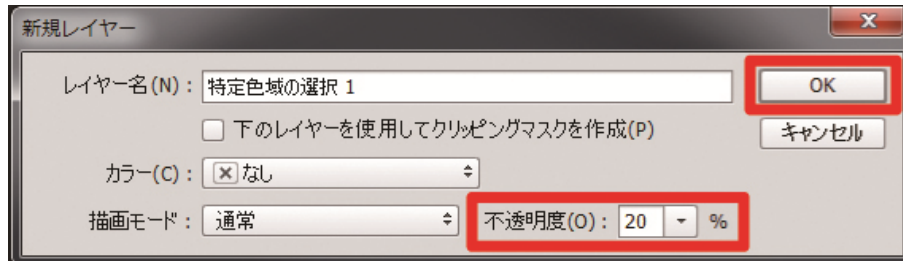 新規レイヤー
レイヤー名(N): 特定色域の選択 1
OK
下のレイヤーを使用してクリッピングマスクを作成(P)
キャンセル
カラー(C): なし
描画モード: 通常 不透明度(O): 20 %